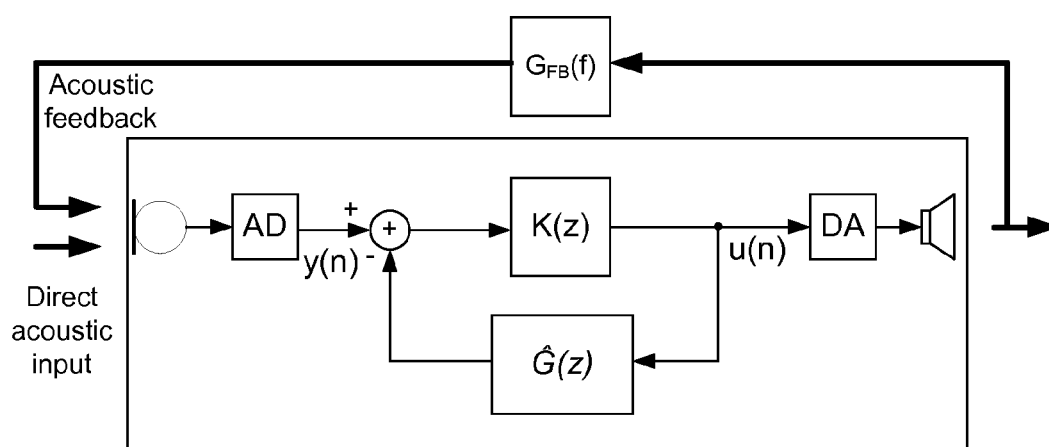 G_FB(f)
Acoustic
feedback
AD
+
+
K(z)
DA
y(n)
-
u(n)
Direct
acoustic
input
Ĝ(z)